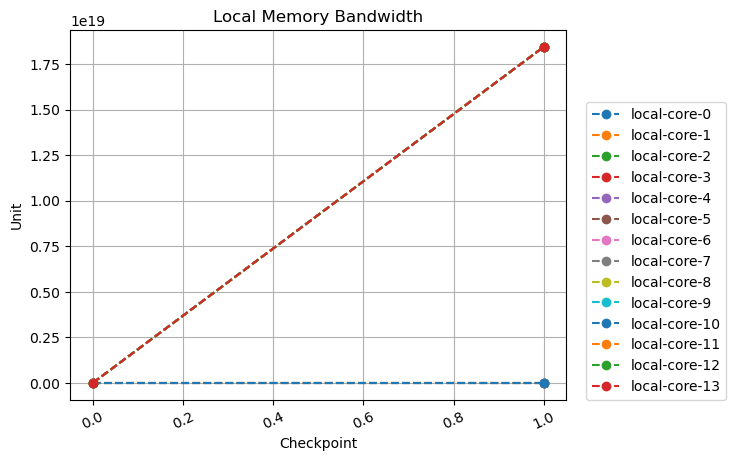 Local Memory Bandwidth
1e19
1.75
1.50
1.25
1.00
0.75
0.50
0.25
0.00
Unit
0.0 0.2 0.4 0.6 0.8 1.0
Checkpoint
local-core-0
local-core-1
local-core-2
local-core-3
local-core-4
local-core-5
local-core-6
local-core-7
local-core-8
local-core-9
local-core-10
local-core-11
local-core-12
local-core-13